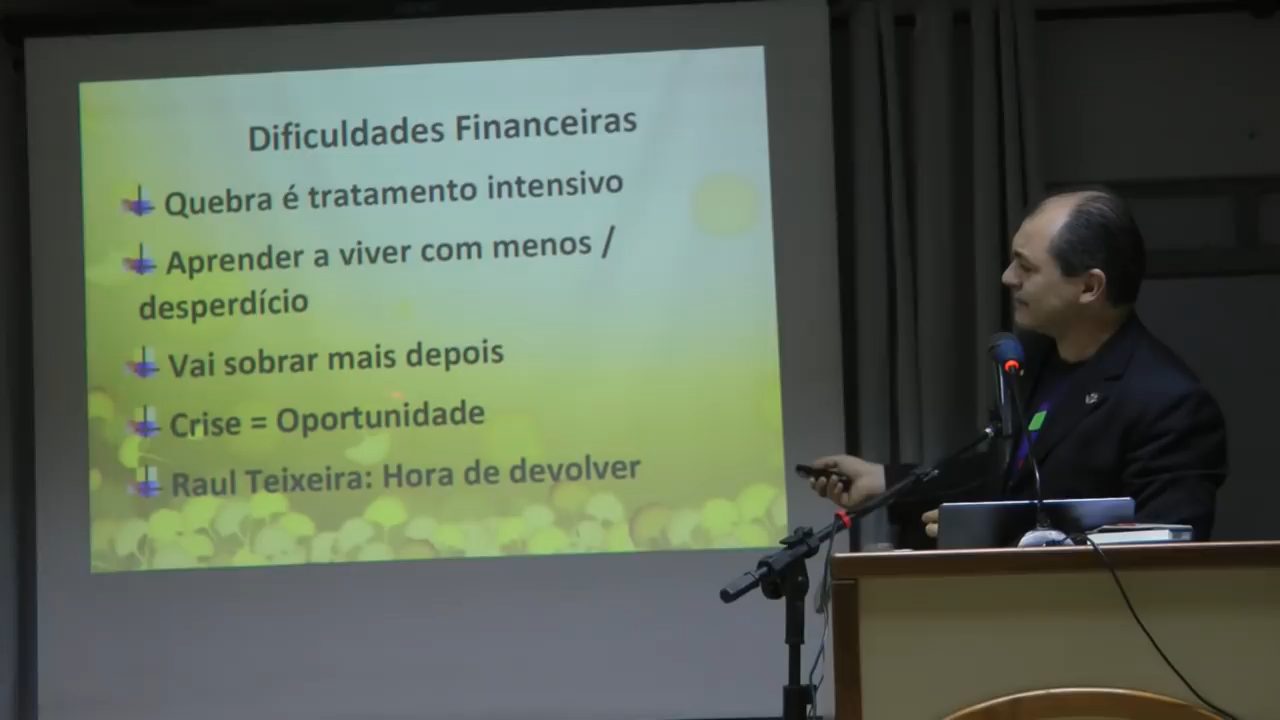 Dificuldades Financeiras
Quebra é tratamento intensivo
Aprender a viver com menos /
desperdício
Vai sobrar mais depois
Crise = Oportunidade
Raul Teixeira: Hora de devolver